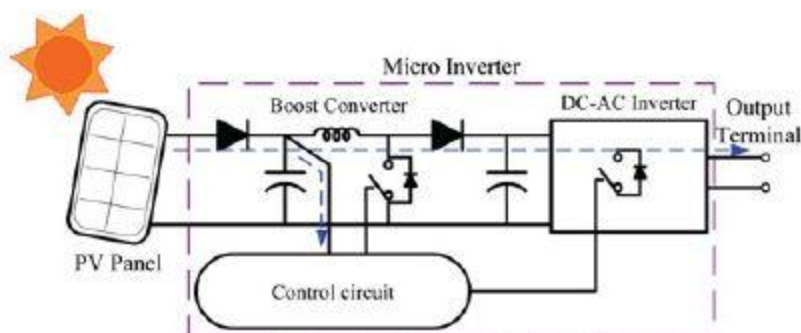 Micro Inverter
Boost Converter
DC-AC Inverter
Output
Terminal
PV Panel
Control circuit